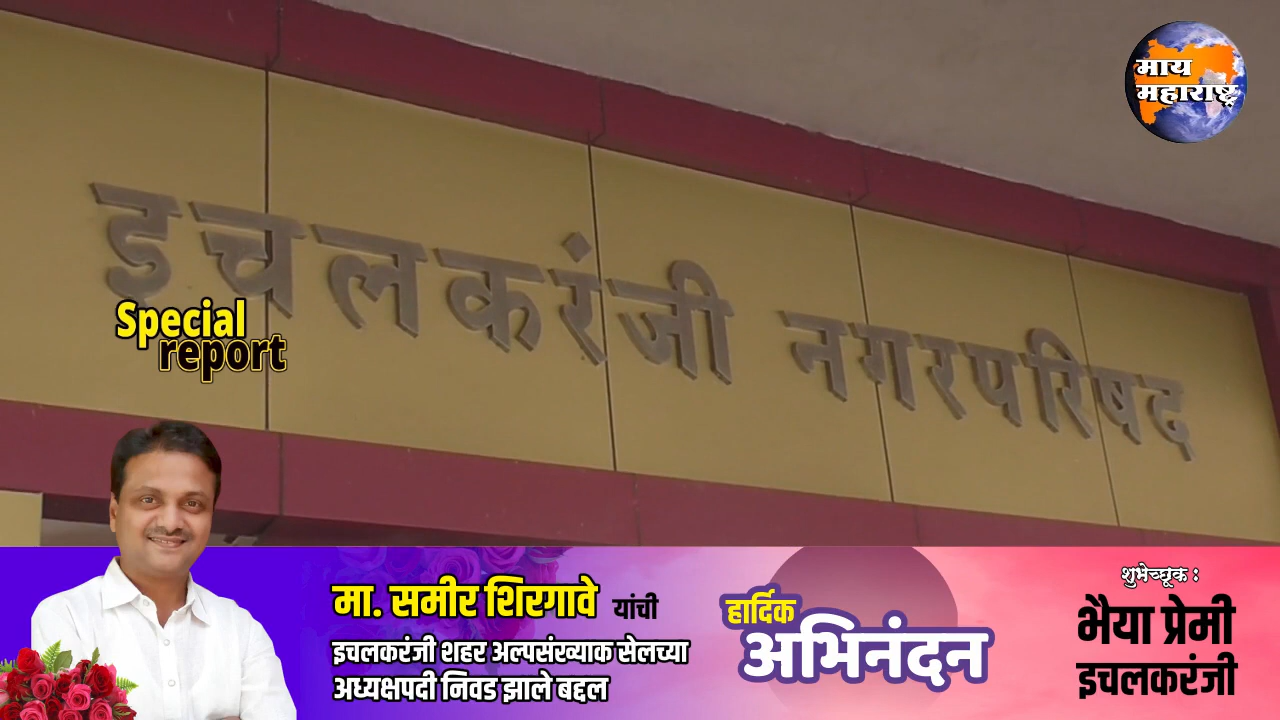 माय
महाराष्ट्र
इचलकरंजी नगरपरिषद
Special
report
मा. समीर शिरगावे यांची
इचलकरंजी शहर अल्पसंख्याक सेलच्या
अध्यक्षपदी निवड झाले बद्दल
हार्दिक
अभिनंदन
शुभेच्छूक :
भैया प्रेमी
इचलकरंजी